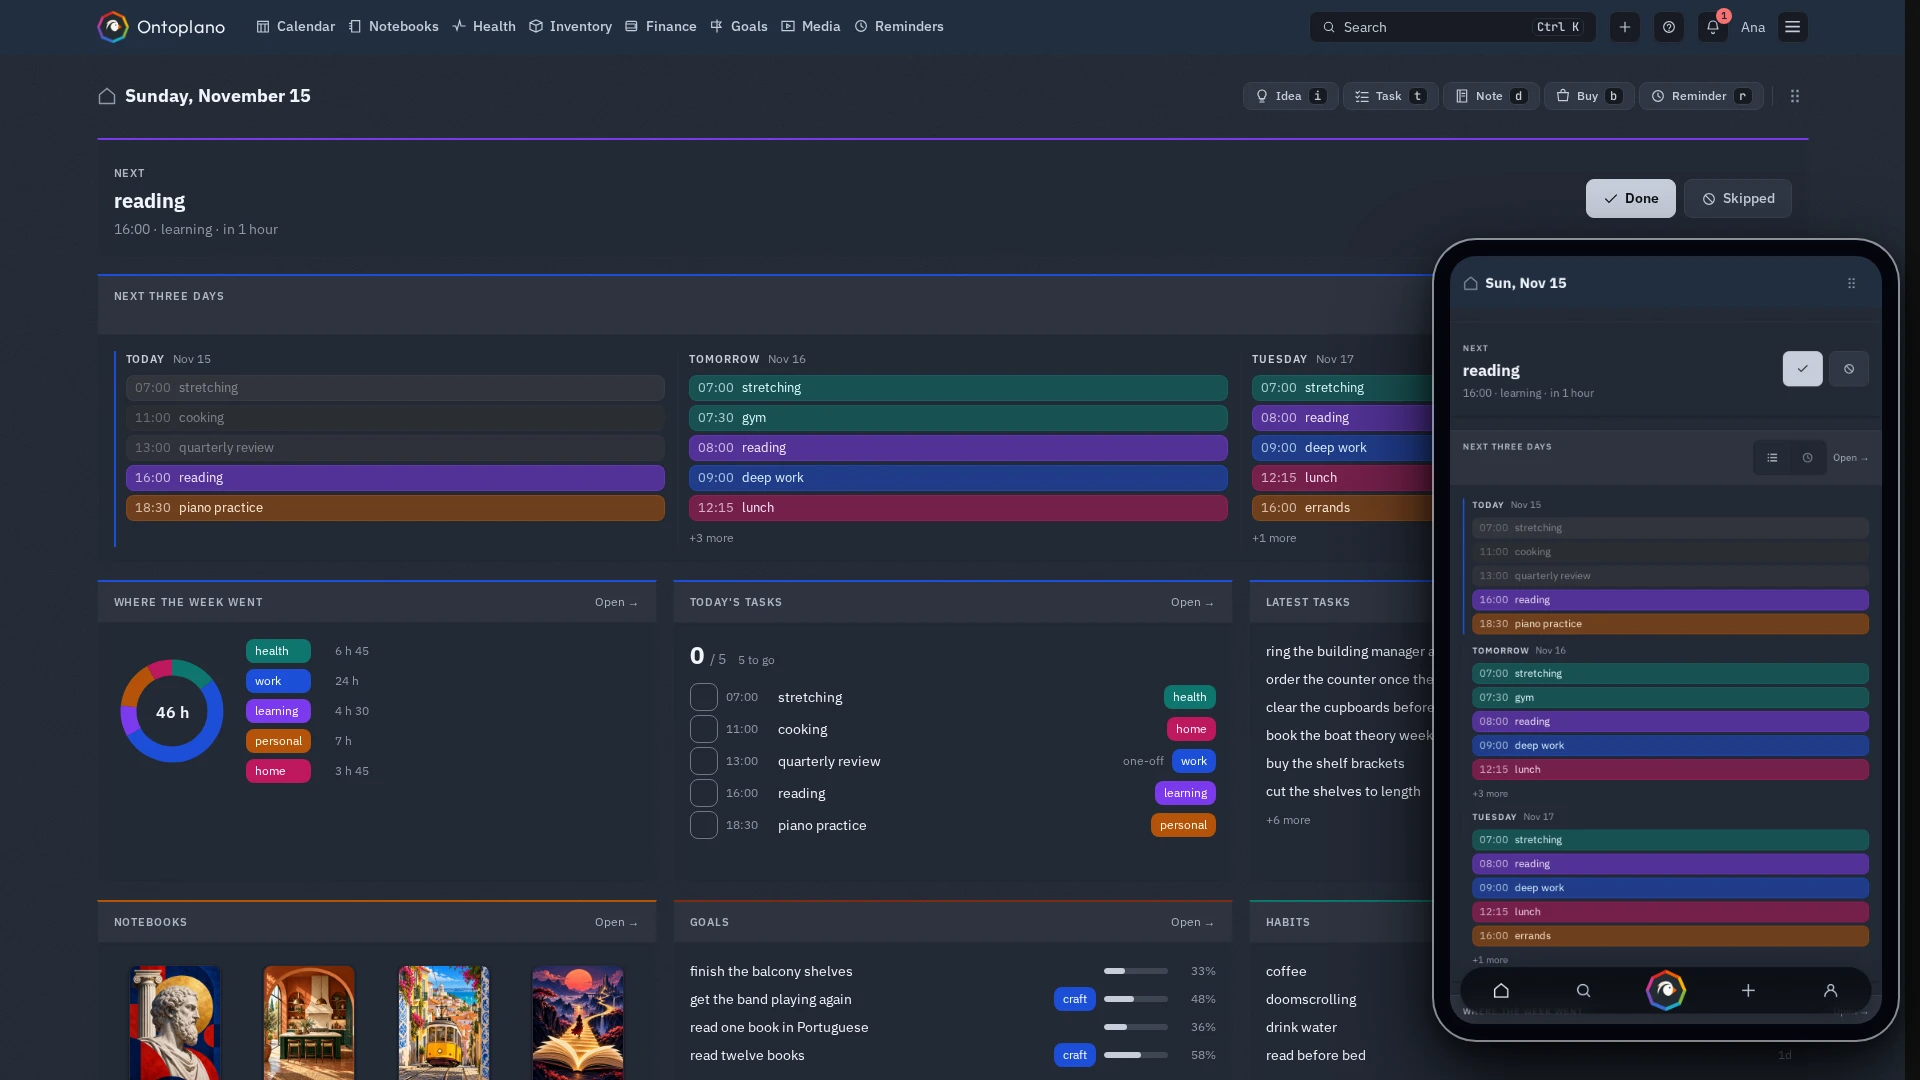 Ontoplano Calendar Notebooks Health Inventory Finance Goals Media Reminders Search Ctrl K 1 Ana
Sunday, November 15 Idea i Task t Note d Buy b Reminder r
NEXT
reading
16:00 · learning · in 1 hour
Done Skipped
NEXT THREE DAYS
TODAY Nov 15
07:00 stretching
11:00 cooking
13:00 quarterly review
16:00 reading
18:30 piano practice
TOMORROW Nov 16
07:00 stretching
07:30 gym
08:00 reading
09:00 deep work
12:15 lunch
+3 more
TUESDAY Nov 17
07:00 stretching
08:00 reading
09:00 deep work
12:15 lunch
16:00 errands
+1 more
WHERE THE WEEK WENT Open →
46 h
health 6 h 45
work 24 h
learning 4 h 30
personal 7 h
home 3 h 45
TODAY'S TASKS Open →
0 / 5 5 to go
07:00 stretching health
11:00 cooking home
13:00 quarterly review one-off work
16:00 reading learning
18:30 piano practice personal
LATEST TASKS
ring the building manager
order the counter once the
clear the cupboards before
book the boat theory week
buy the shelf brackets
cut the shelves to length
+6 more
NOTEBOOKS Open →
GOALS Open →
finish the balcony shelves 33%
get the band playing again craft 48%
read one book in Portuguese 36%
read twelve books craft 58%
HABITS
coffee
doomscrolling
drink water
read before bed 1d
Sun, Nov 15
NEXT
reading
16:00 · learning · in 1 hour
NEXT THREE DAYS Open →
TODAY Nov 15
07:00 stretching
11:00 cooking
13:00 quarterly review
16:00 reading
18:30 piano practice
TOMORROW Nov 16
07:00 stretching
07:30 gym
08:00 reading
09:00 deep work
12:15 lunch
+3 more
TUESDAY Nov 17
07:00 stretching
08:00 reading
09:00 deep work
12:15 lunch
16:00 errands
+1 more
WHERE THE WEEK WENT Open →